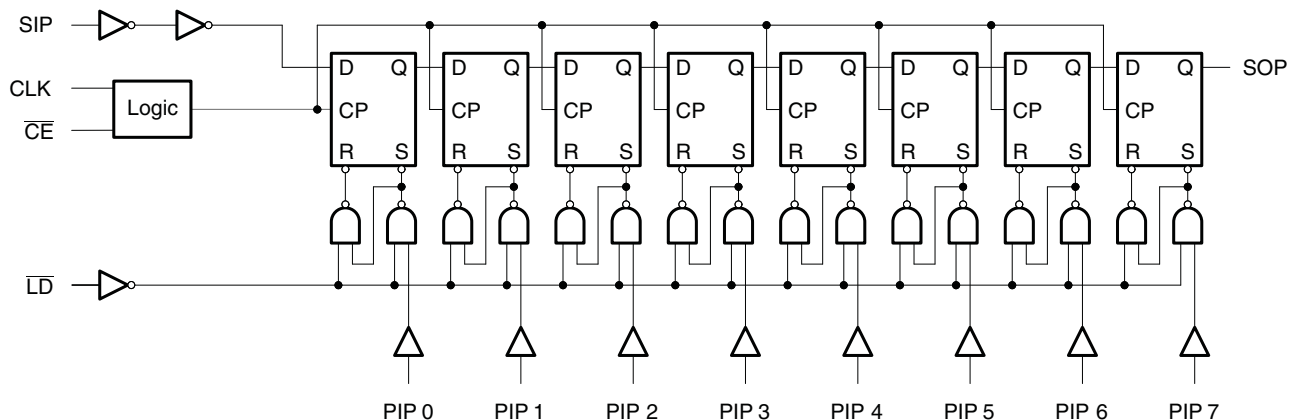 SIP
D Q D Q D Q D Q D Q D Q D Q D Q SOP
CLK
Logic
CP CP CP CP CP CP CP CP
CE
R S R S R S R S R S R S R S R S
LD
PIP 0 PIP 1 PIP 2 PIP 3 PIP 4 PIP 5 PIP 6 PIP 7